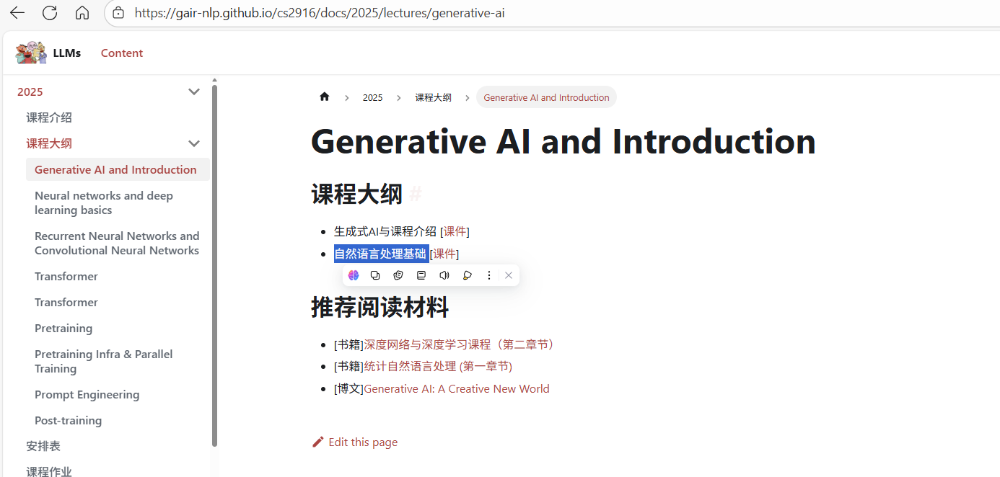 https://gair-nlp.github.io/cs2916/docs/2025/lectures/generative-ai
LLMs
Content
2025
课程介绍
课程大纲
Generative AI and Introduction
Neural networks and deep
learning basics
Recurrent Neural Networks and
Convolutional Neural Networks
Transformer
Transformer
Pretraining
Pretraining Infra & Parallel
Training
Prompt Engineering
Post-training
安排表
课程作业
2025
课程大纲
Generative AI and Introduction
Generative AI and Introduction
课程大纲 #
生成式AI与课程介绍 [课件]
自然语言处理基础 [课件]
推荐阅读材料
[书籍]深度网络与深度学习课程（第二章节）
[书籍]统计自然语言处理 (第一章节)
[博文]Generative AI: A Creative New World
Edit this page